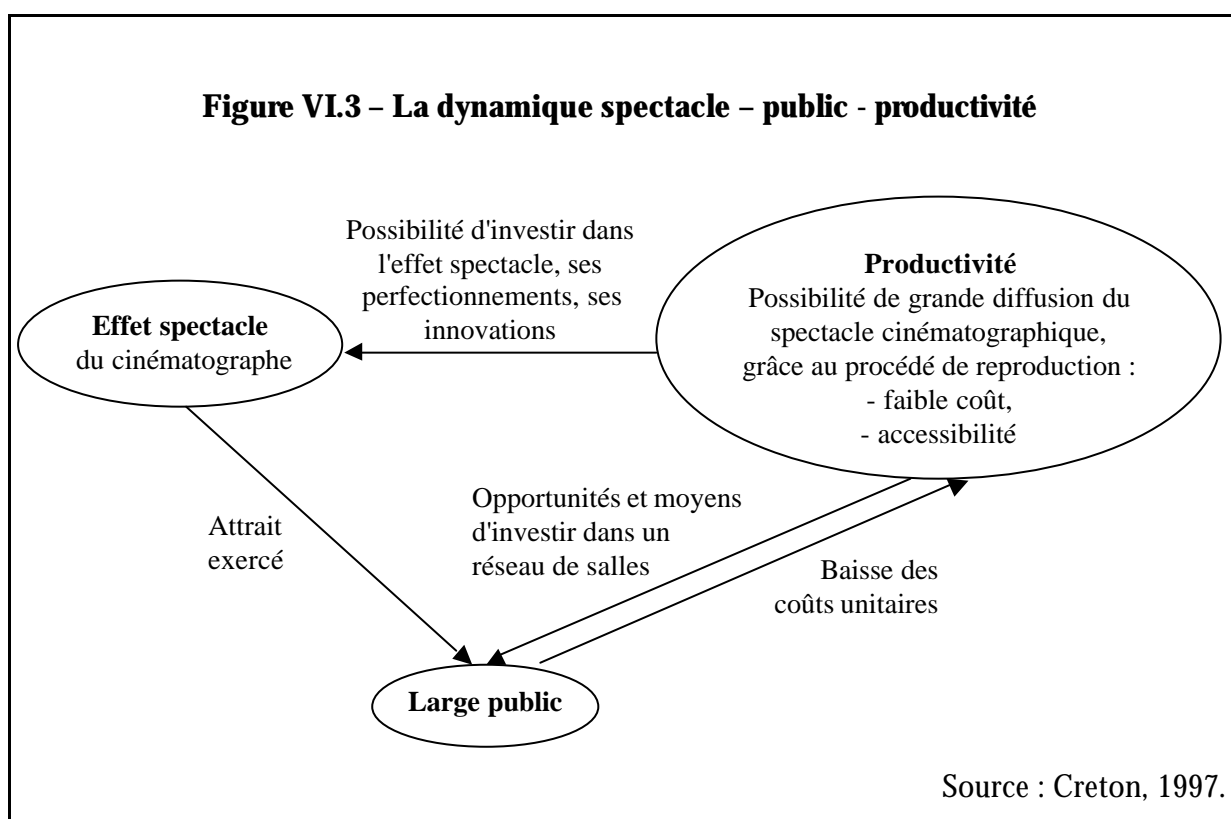 Figure VI.3 – La dynamique spectacle – public - productivité
Possibilité d'investir dans
l'effet spectacle, ses
perfectionnements, ses
innovations
Productivité
Possibilité de grande diffusion du
spectacle cinématographique,
grâce au procédé de reproduction :
- faible coût,
- accessibilité
Effet spectacle
du cinématographe
Attrait
exercé
Opportunités et moyens
d'investir dans un
réseau de salles
Baisse des
coûts unitaires
Large public
Source : Creton, 1997.